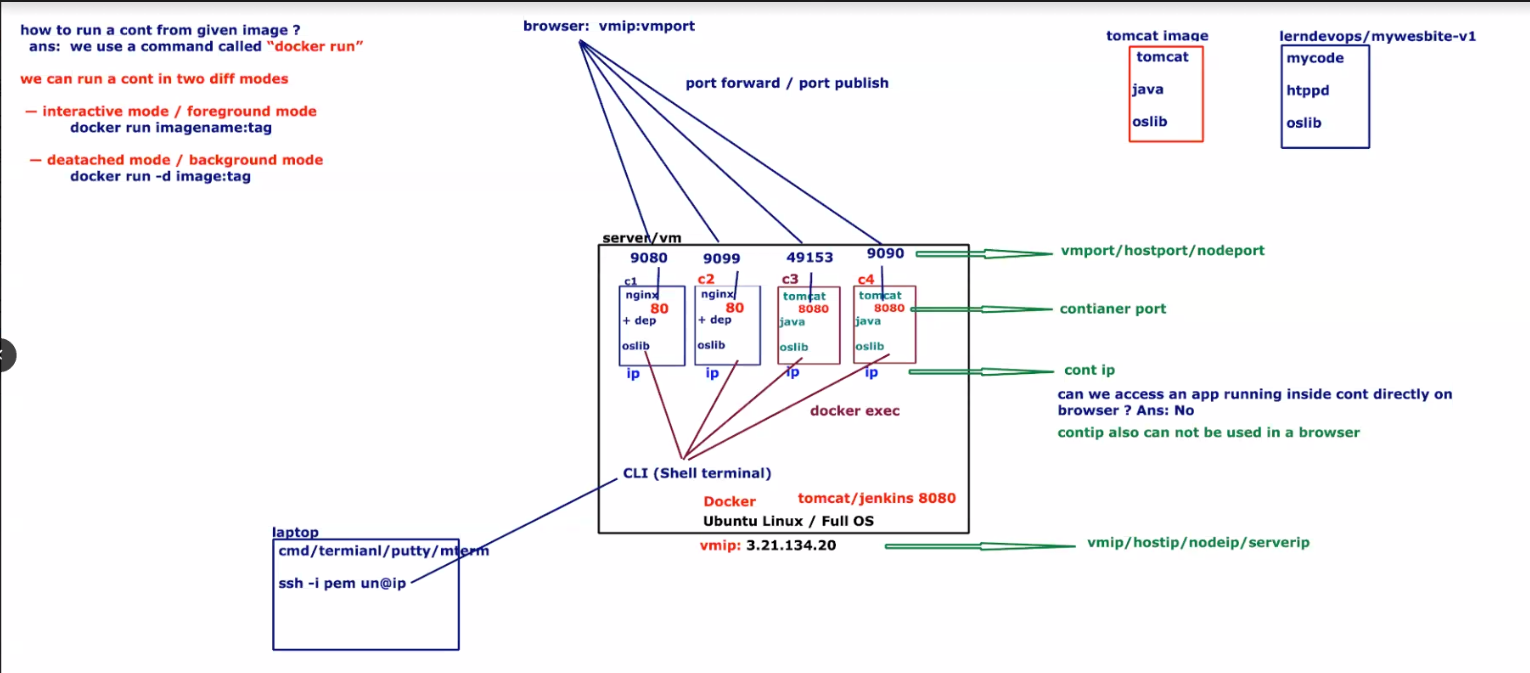 how to run a cont from given image ?
ans: we use a command called “docker run”
we can run a cont in two diff modes
— interactive mode / foreground mode
docker run imagename:tag
— deatached mode / background mode
docker run -d image:tag
browser: vmip:vmport
port forward / port publish
tomcat image
tomcat
java
oslib
lerndevops/mywesbite-v1
mycode
htppd
oslib
server/vm
9080
9099
49153
9090
vmport/hostport/nodeport
c1
nginx
80
+ dep
oslib
ip
c2
nginx
80
+ dep
oslib
ip
c3
tomcat
8080
java
oslib
ip
c4
tomcat
8080
java
oslib
ip
contianer port
cont ip
can we access an app running inside cont directly on
browser ? Ans: No
contip also can not be used in a browser
docker exec
CLI (Shell terminal)
Docker
tomcat/jenkins 8080
Ubuntu Linux / Full OS
vmip: 3.21.134.20
vmip/hostip/nodeip/serverip
laptop
cmd/termianl/putty/mterm
ssh -i pem un@ip